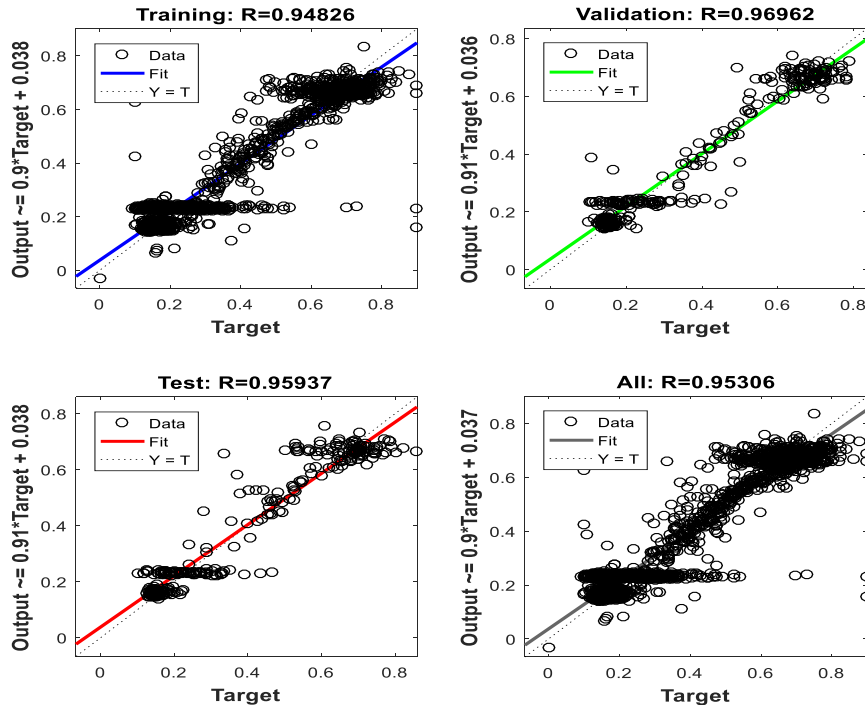 Training: R=0.94826
Output ~= 0.9*Target + 0.038
0.8
0.6
0.4
0.2
0
Data
Fit
Y = T
0 0.2 0.4 0.6 0.8
Target
Validation: R=0.96962
Output ~= 0.91*Target + 0.036
0.8
0.6
0.4
0.2
0
Data
Fit
Y = T
0 0.2 0.4 0.6 0.8
Target
Test: R=0.95937
Output ~= 0.91*Target + 0.038
0.8
0.6
0.4
0.2
0
Data
Fit
Y = T
0 0.2 0.4 0.6 0.8
Target
All: R=0.95306
Output ~= 0.9*Target + 0.037
0.8
0.6
0.4
0.2
0
Data
Fit
Y = T
0 0.2 0.4 0.6 0.8
Target